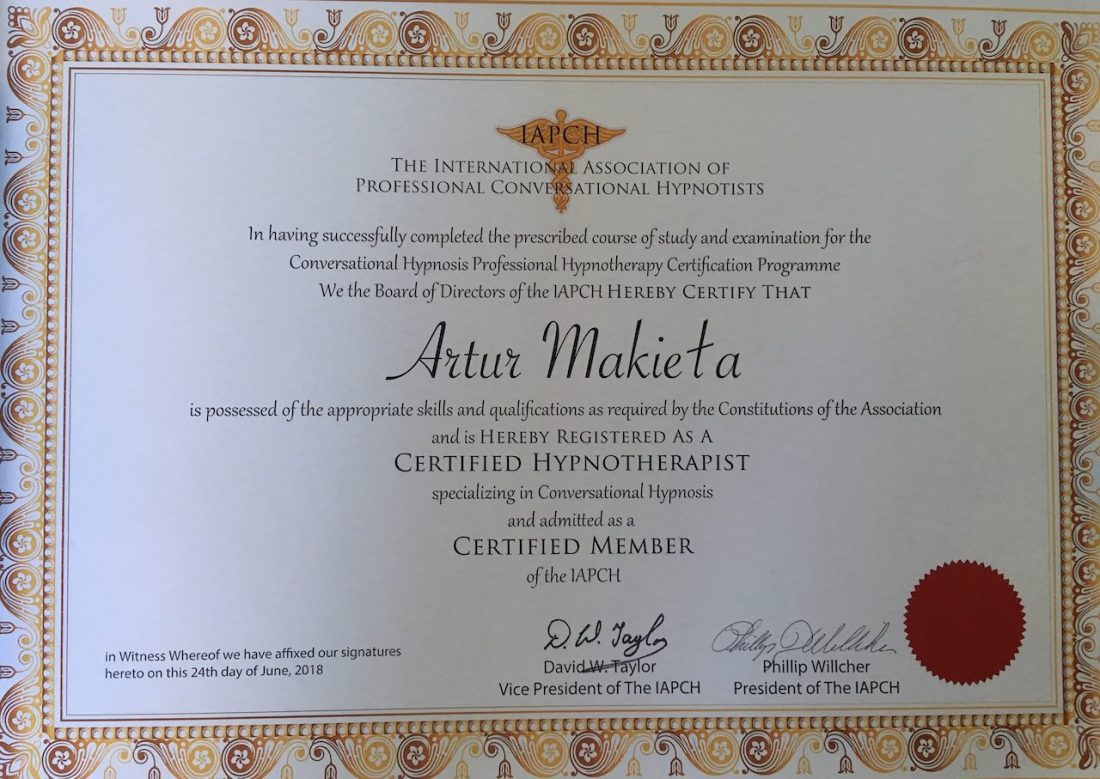 IAPCH
The International Association of
Professional Conversational Hypnotists
In having successfully completed the prescribed course of study and examination for the
Conversational Hypnosis Professional Hypnotherapy Certification Programme
We the Board of Directors of the IAPCH Hereby Certify That
Artur Makieła
is possessed of the appropriate skills and qualifications as required by the Constitutions of the Association
and is Hereby Registered As A
Certified Hypnotherapist
specializing in Conversational Hypnosis
and admitted as a
Certified Member
of the IAPCH
in Witness Whereof we have affixed our signatures
hereto on this 24th day of June, 2018
D. W. Taylor
David W. Taylor
Vice President of The IAPCH
Phillip Willcher
President of The IAPCH